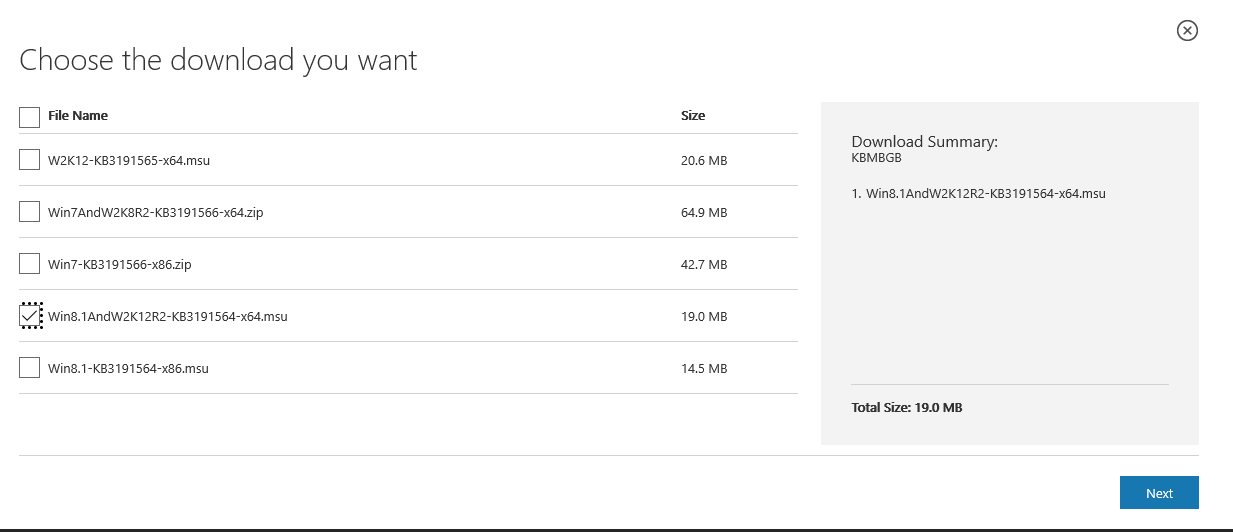 Choose the download you want
File Name Size
W2K12-KB3191565-x64.msu 20.6 MB
Win7AndW2K8R2-KB3191566-x64.zip 64.9 MB
Win7-KB3191566-x86.zip 42.7 MB
Win8.1AndW2K12R2-KB3191564-x64.msu 19.0 MB
Win8.1-KB3191564-x86.msu 14.5 MB
Download Summary:
KBMBGB
1. Win8.1AndW2K12R2-KB3191564-x64.msu
Total Size: 19.0 MB
Next